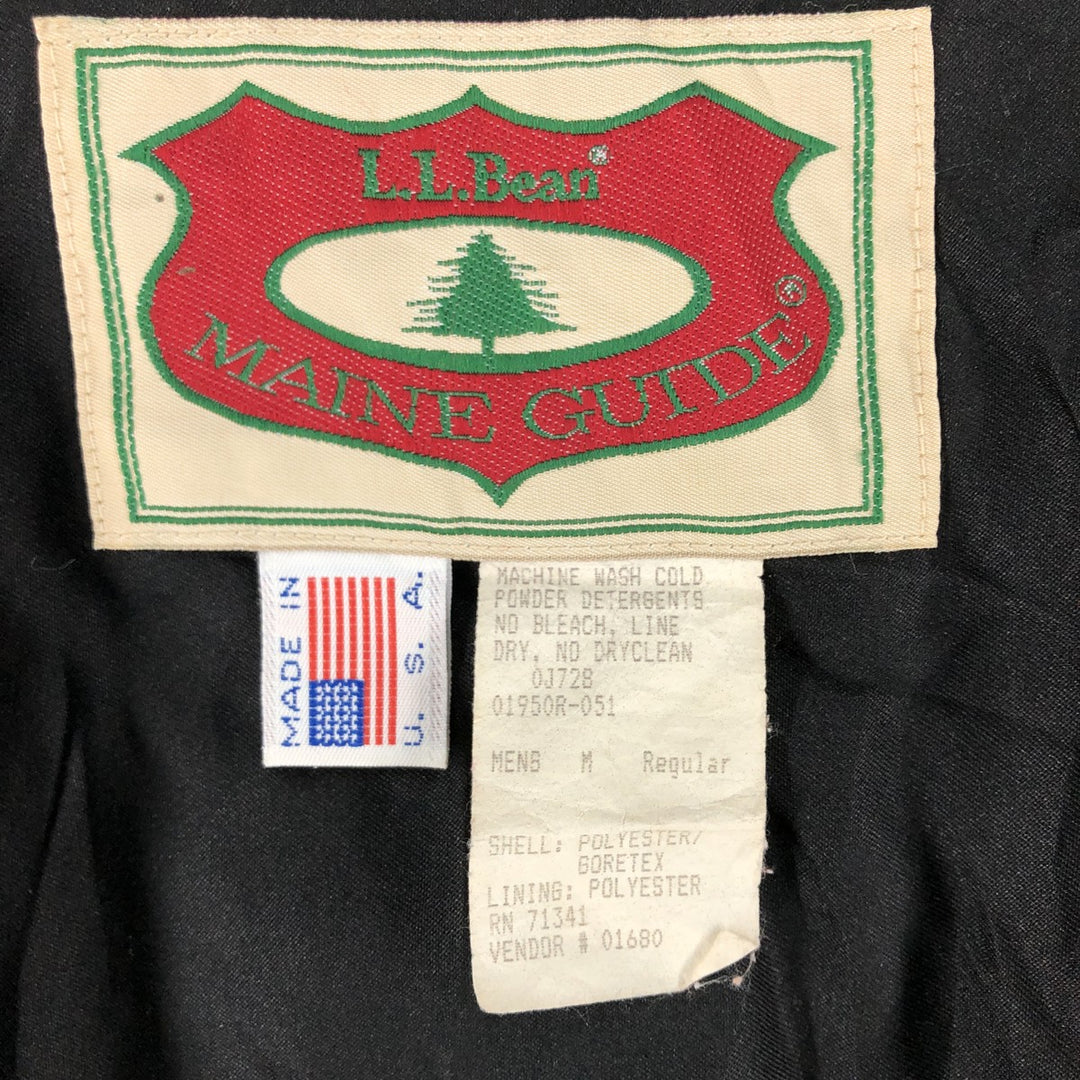 L.L.Bean®
MAINE GUIDE®
MADE IN
U. S. A.
MACHINE WASH COLD
POWDER DETERGENTS
NO BLEACH, LINE
DRY, NO DRYCLEAN
0J728
01950R-051
MENS M Regular
SHELL: POLYESTER/
GORETEX
LINING: POLYESTER
RN 71341
VENDOR # 01680